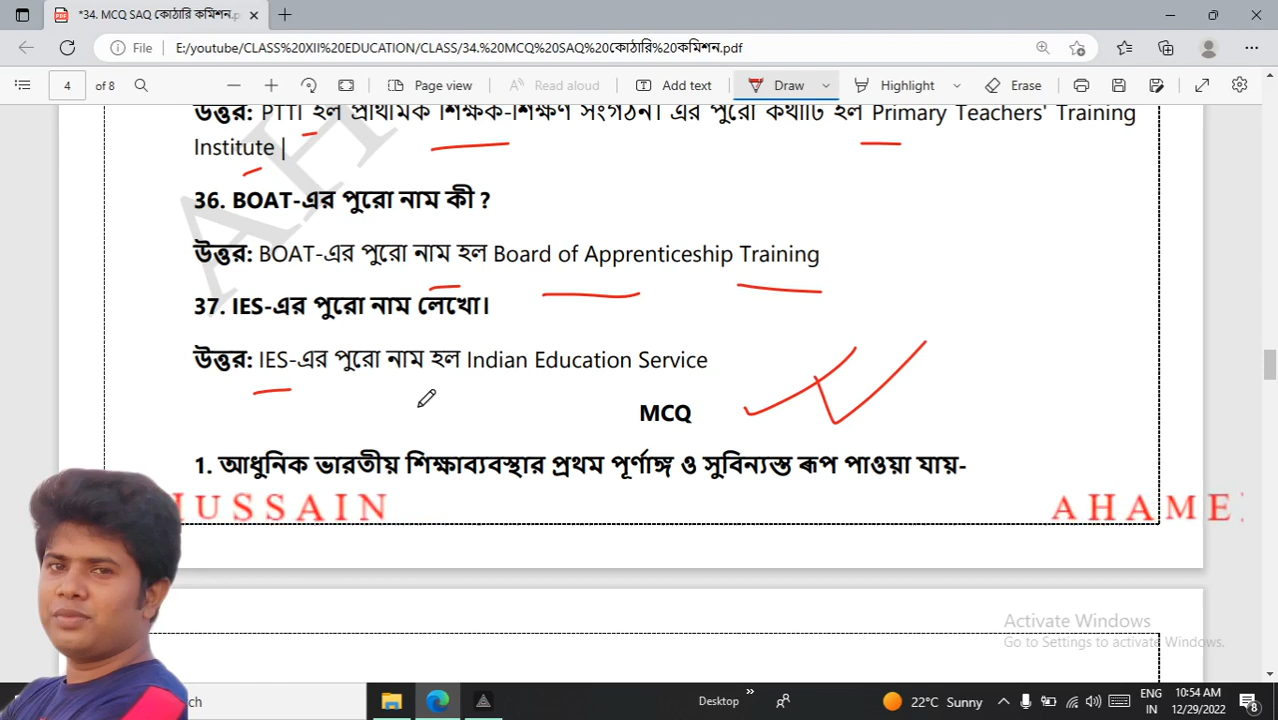 *34. MCQ SAQ কোঠারি কমিশন.p
File E:/youtube/CLASS%20XII%20EDUCATION/CLASS/34.%20MCQ%20SAQ%20কোঠারি%20কমিশন.pdf
4 of 8 Page view Read aloud Add text Draw Highlight Erase
উত্তর: PTTI হল প্রাথমিক শিক্ষক-শিক্ষণ সংগঠন। এর পুরো কথাটি হল Primary Teachers' Training
Institute |
36. BOAT-এর পুরো নাম কী ?
উত্তর: BOAT-এর পুরো নাম হল Board of Apprenticeship Training
37. IES-এর পুরো নাম লেখো।
উত্তর: IES-এর পুরো নাম হল Indian Education Service
MCQ
1. আধুনিক ভারতীয় শিক্ষাব্যবস্থার প্রথম পূর্ণাঙ্গ ও সুবিন্যস্ত ৰূপ পাওয়া যায়-
HUSSAIN AHAME
AH
Activate Windows
Go to Settings to activate Windows.
rch Desktop 22°C Sunny ENG 10:54 AM
IN 12/29/2022 8